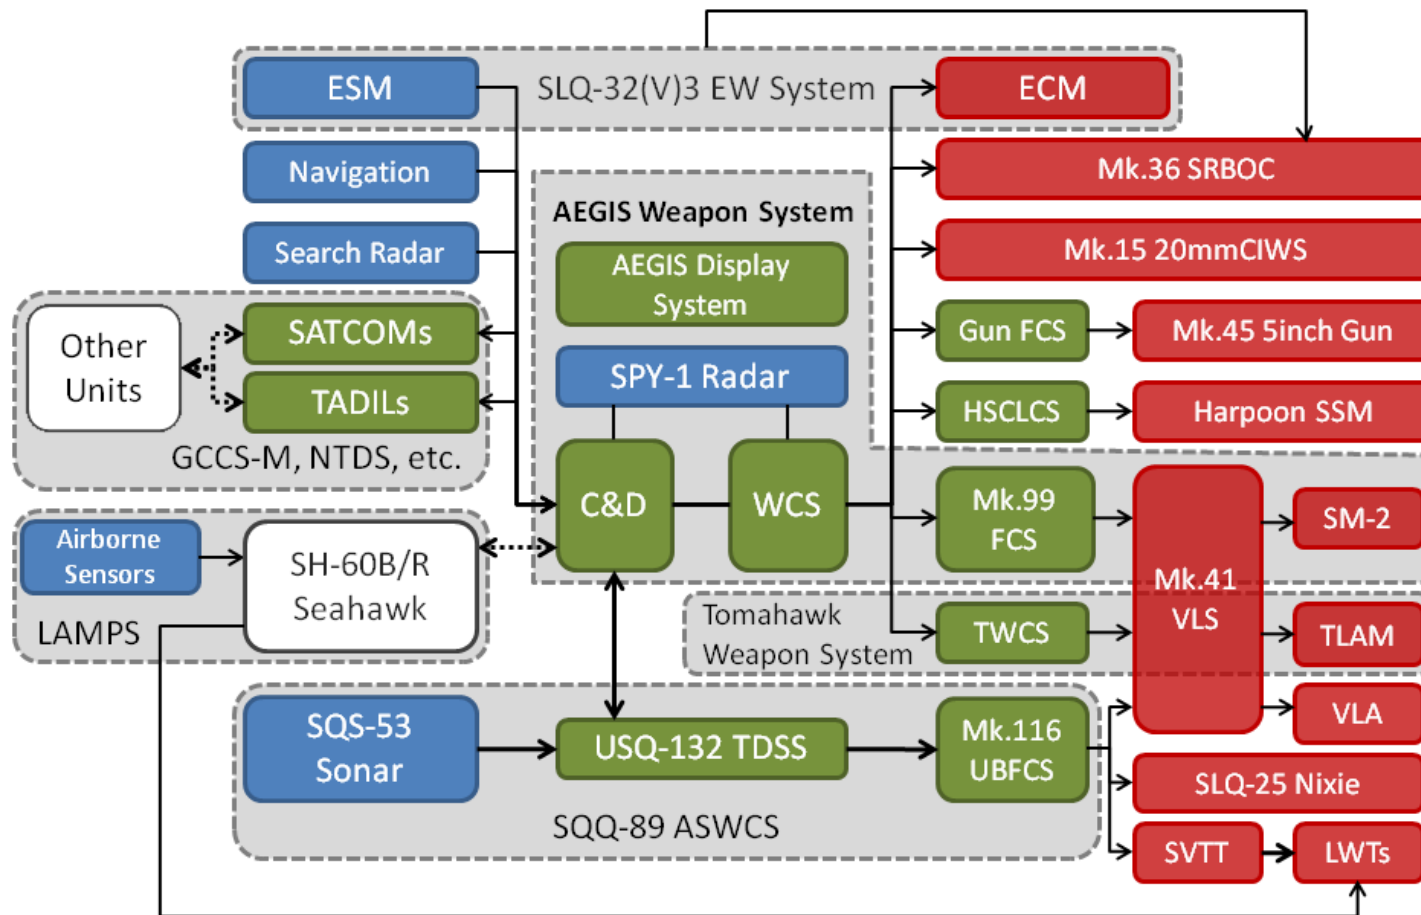 ESM
SLQ-32(V)3 EW System
ECM
Navigation
Mk.36 SRBOC
AEGIS Weapon System
Search Radar
Mk.15 20mmCIWS
AEGIS Display
System
Other
Units
SATCOMs
Gun FCS
Mk.45 5inch Gun
SPY-1 Radar
TADILs
HSCLCS
Harpoon SSM
GCCS-M, NTDS, etc.
C&D
WCS
Mk.99
FCS
SM-2
Airborne
Sensors
SH-60B/R
Seahawk
Mk.41
VLS
LAMPS
Tomahawk
Weapon System
TWCS
TLAM
SQS-53
Sonar
USQ-132 TDSS
Mk.116
UBFCS
VLA
SLQ-25 Nixie
SQQ-89 ASWCS
SVTT
LWTs